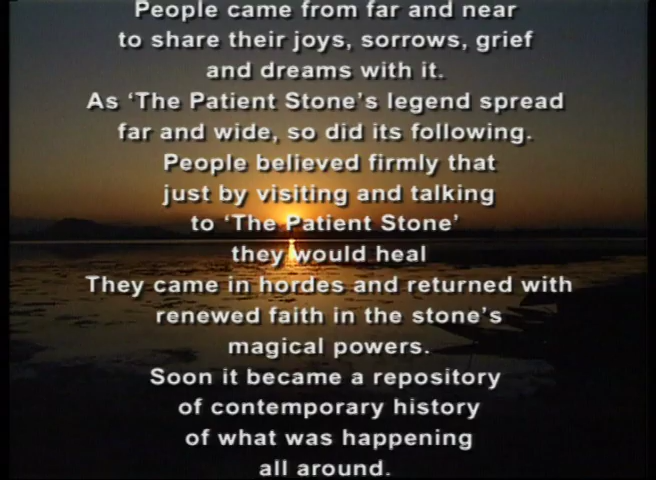 People came from far and near
to share their joys, sorrows, grief
and dreams with it.
As ‘The Patient Stone’s legend spread
far and wide, so did its following.
People believed firmly that
just by visiting and talking
to ‘The Patient Stone’
they would heal
They came in hordes and returned with
renewed faith in the stone’s
magical powers.
Soon it became a repository
of contemporary history
of what was happening
all around.